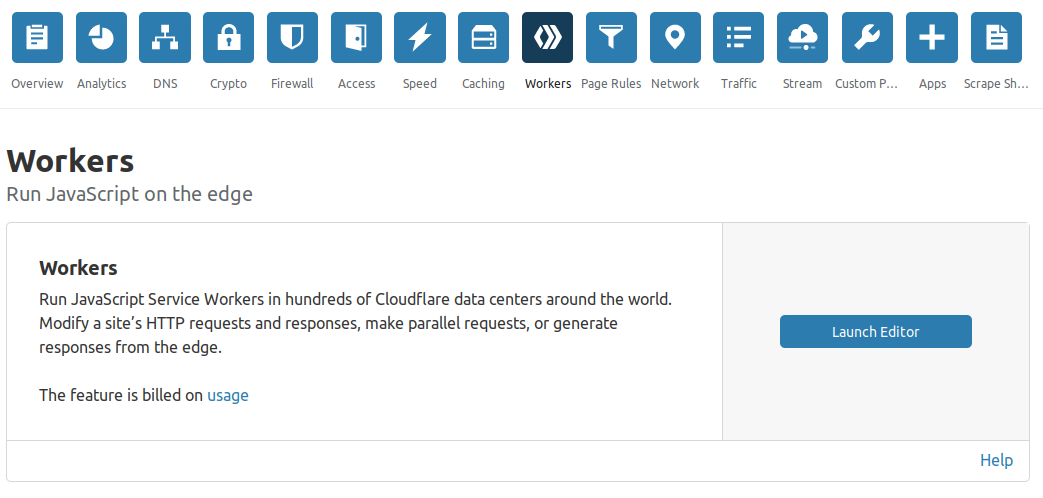 Overview Analytics DNS Crypto Firewall Access Speed Caching Workers Page Rules Network Traffic Stream Custom P... Apps Scrape Sh...
Workers
Run JavaScript on the edge
Workers
Run JavaScript Service Workers in hundreds of Cloudflare data centers around the world.
Modify a site’s HTTP requests and responses, make parallel requests, or generate
responses from the edge.
Launch Editor
The feature is billed on usage
Help